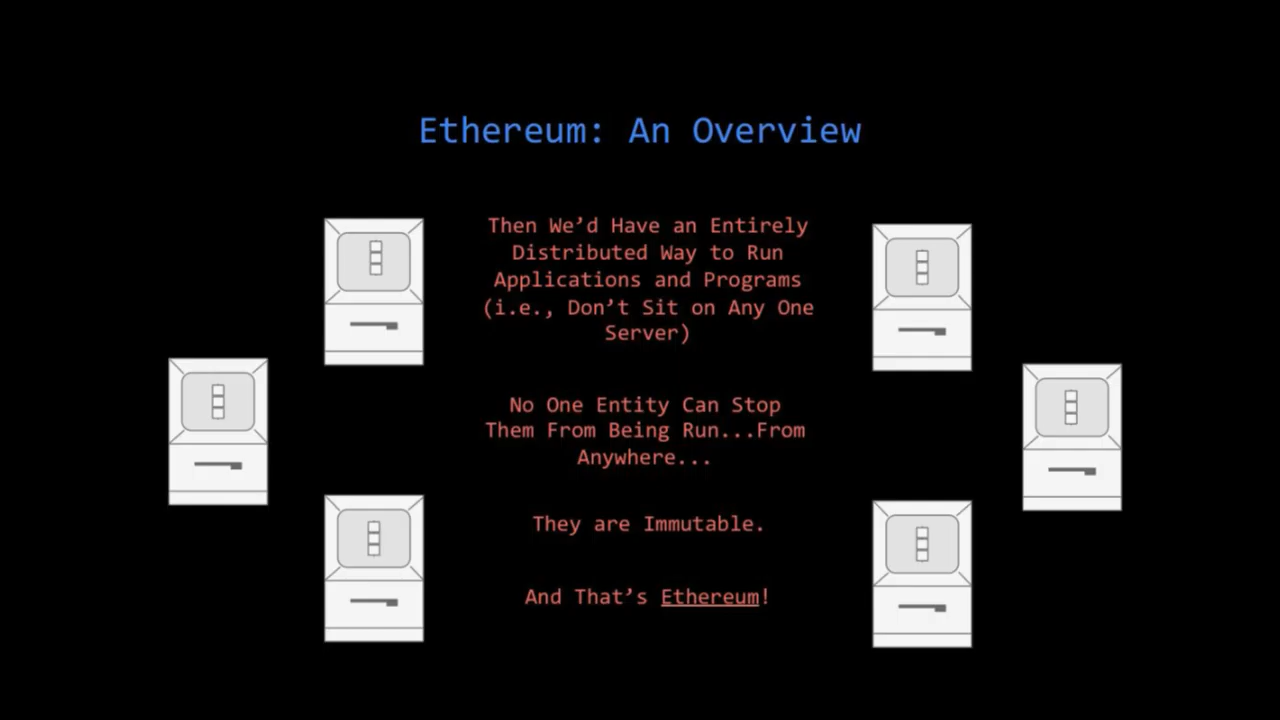 Ethereum: An Overview
Then We’d Have an Entirely
Distributed Way to Run
Applications and Programs
(i.e., Don’t Sit on Any One
Server)
No One Entity Can Stop
Them From Being Run...From
Anywhere...
They are Immutable.
And That’s Ethereum!